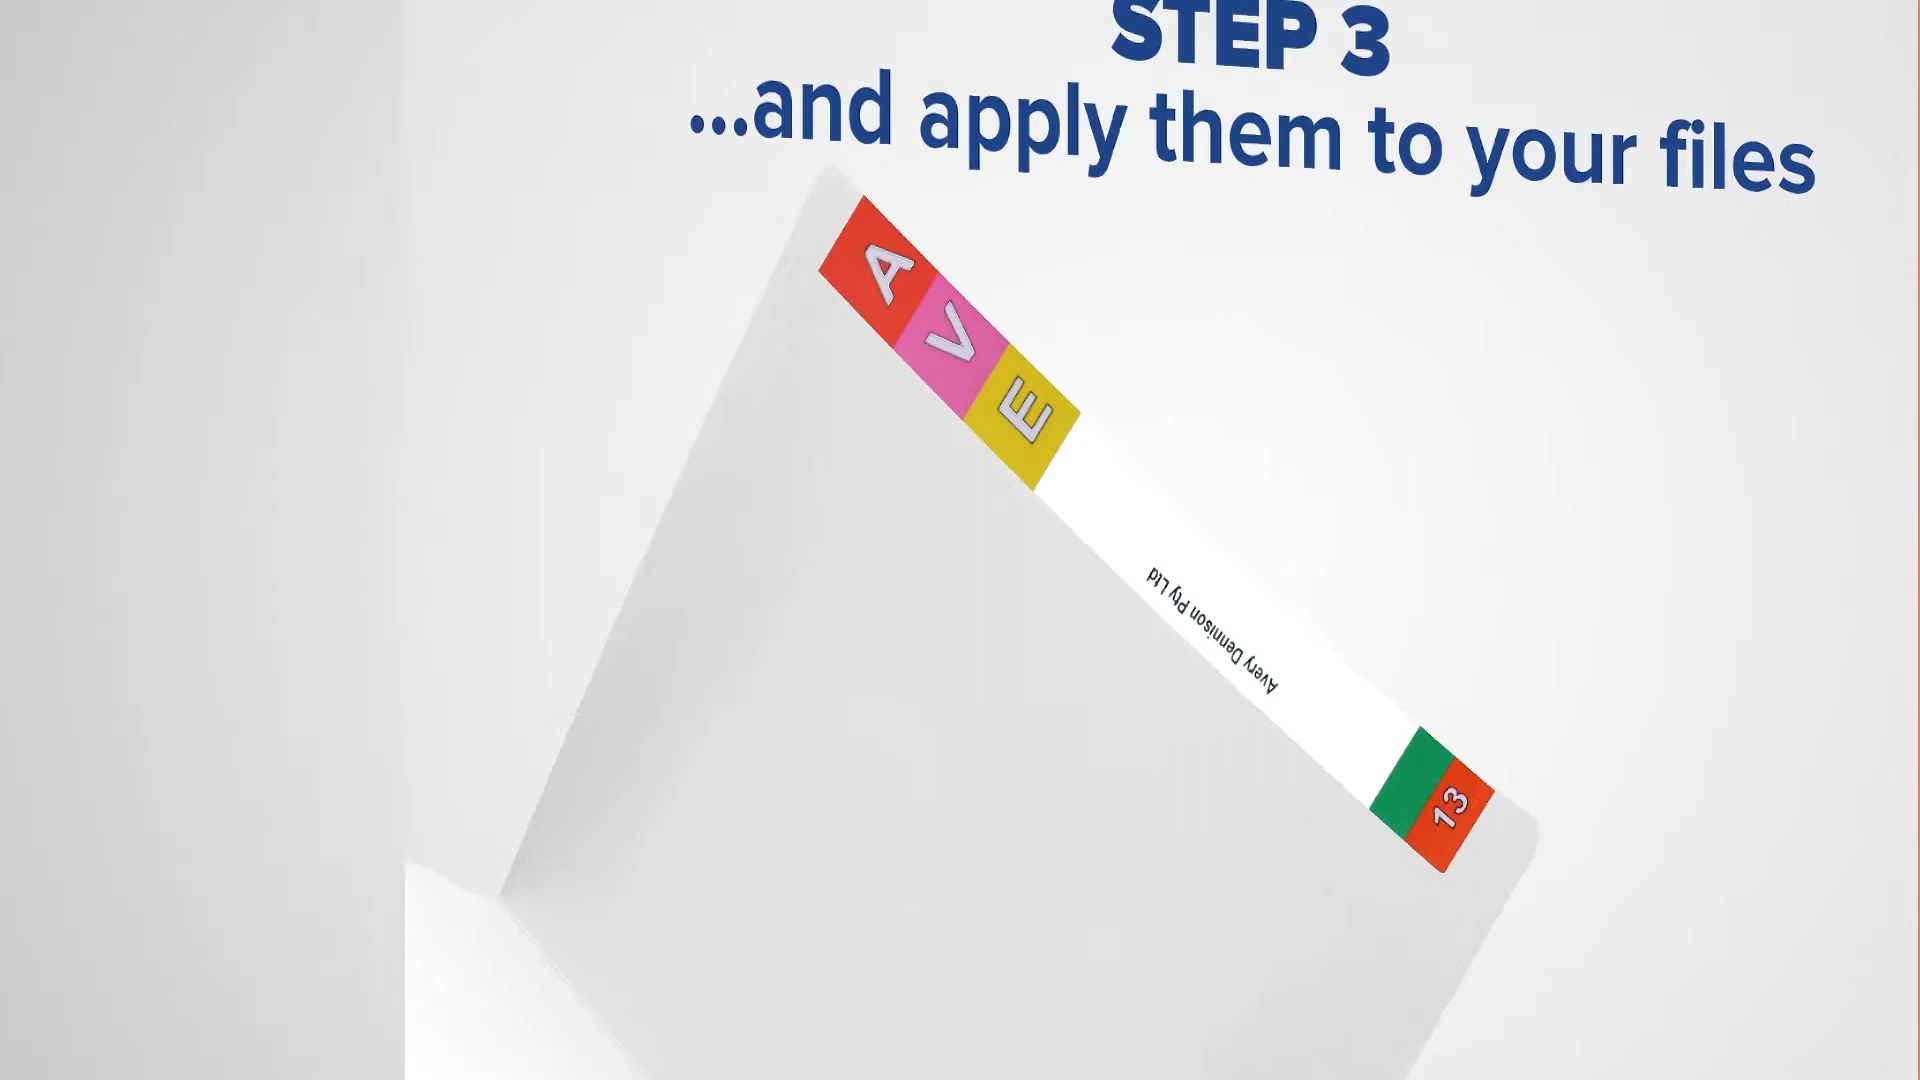 STEP 3
...and apply them to your files
A
V
E
Avery Dennison Pty Ltd
13